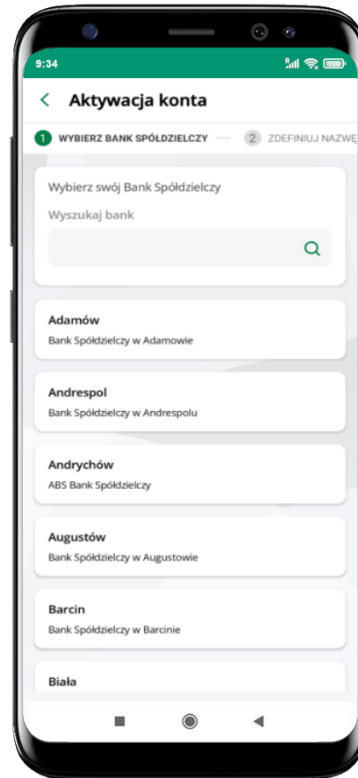 9:34
Aktywacja konta
1 WYBIERZ BANK SPÓŁDZIELCZY 2 ZDEFINIUJ NAZWĘ
Wybierz swój Bank Spółdzielczy
Wyszukaj bank
Adamów
Bank Spółdzielczy w Adamowie
Andrespol
Bank Spółdzielczy w Andrespolu
Andrychów
ABS Bank Spółdzielczy
Augustów
Bank Spółdzielczy w Augustowie
Barcin
Bank Spółdzielczy w Barcinie
Biała